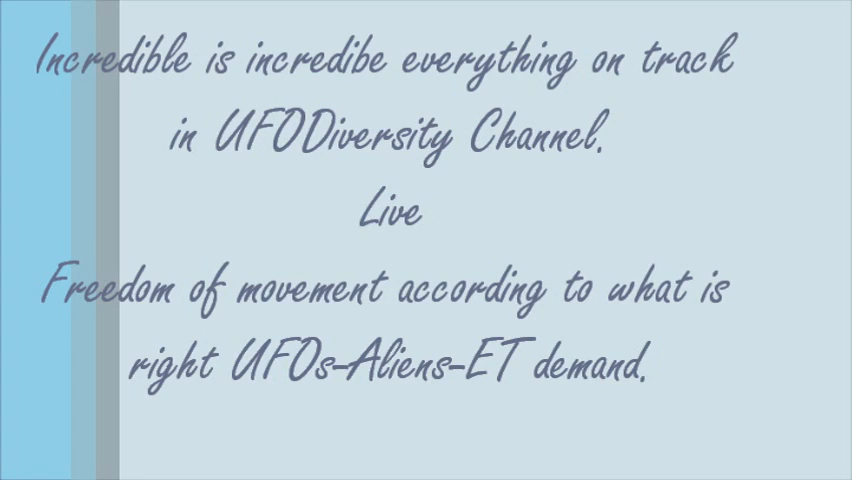 Incredible is incredibe everything on track
in UFODiversity Channel.
Live
Freedom of movement according to what is
right UFOs-Aliens-ET demand.